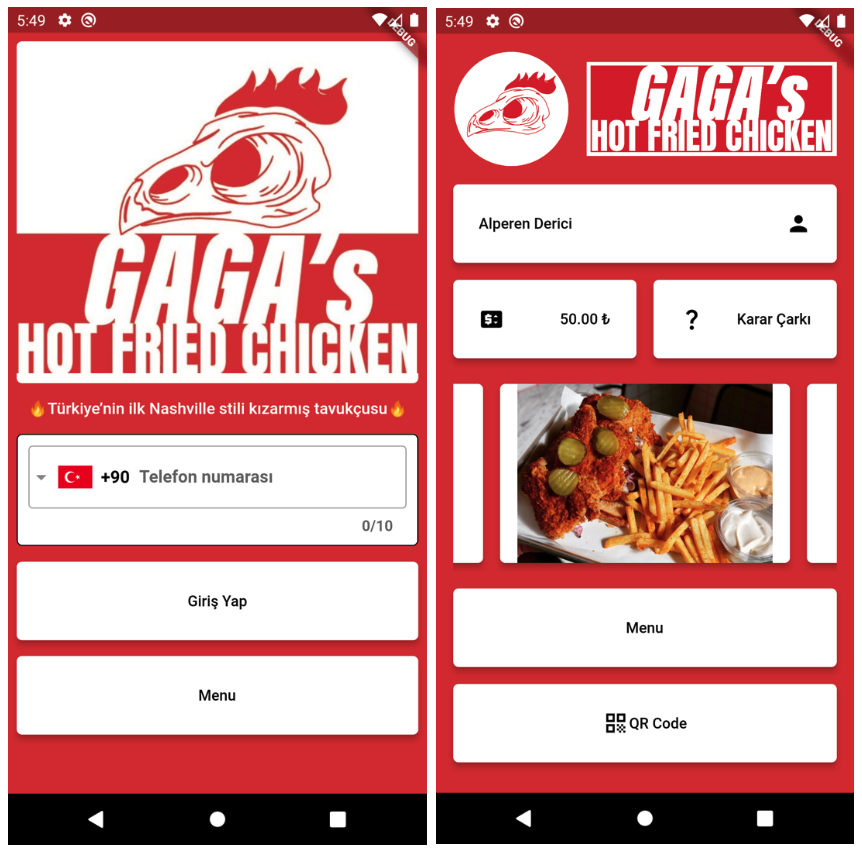 5:49
DEBUG
GAGA's
HOT FRIED CHICKEN
🔥Türkiye'nin ilk Nashville stili kızarmış tavukçusu🔥
+90 Telefon numarası
0/10
Giriş Yap
Menu
5:49
DEBUG
GAGA's
HOT FRIED CHICKEN
Alperen Derici
50.00 ₺
? Karar Çarkı
Menu
QR Code